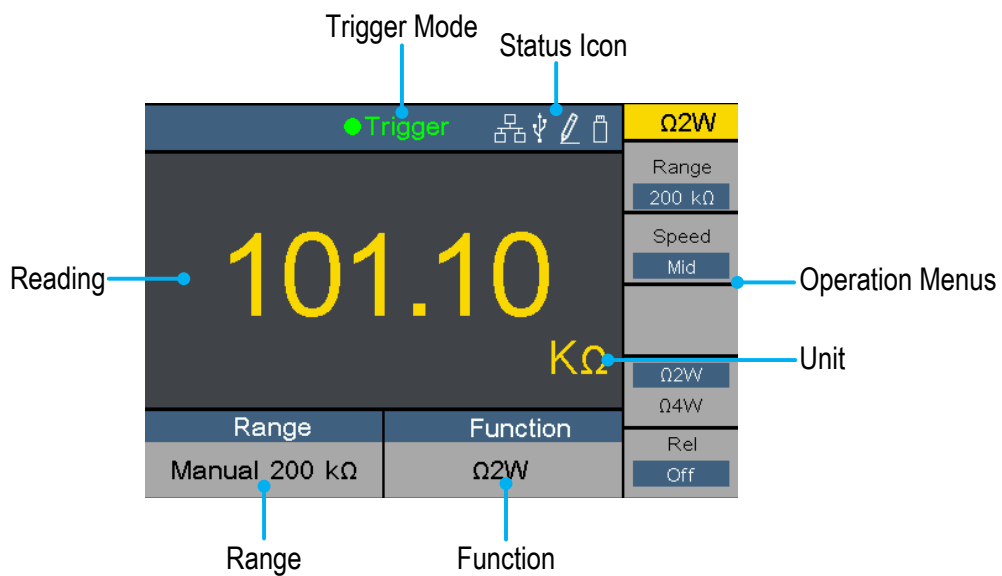 Trigger Mode
Status Icon
Trigger
Ω2W
Range
200 kΩ
Speed
Mid
Reading
101.10
Operation Menus
KΩ
Unit
Ω2W
Ω4W
Range
Function
Rel
Manual 200 kΩ
Ω2W
Off
Range
Function